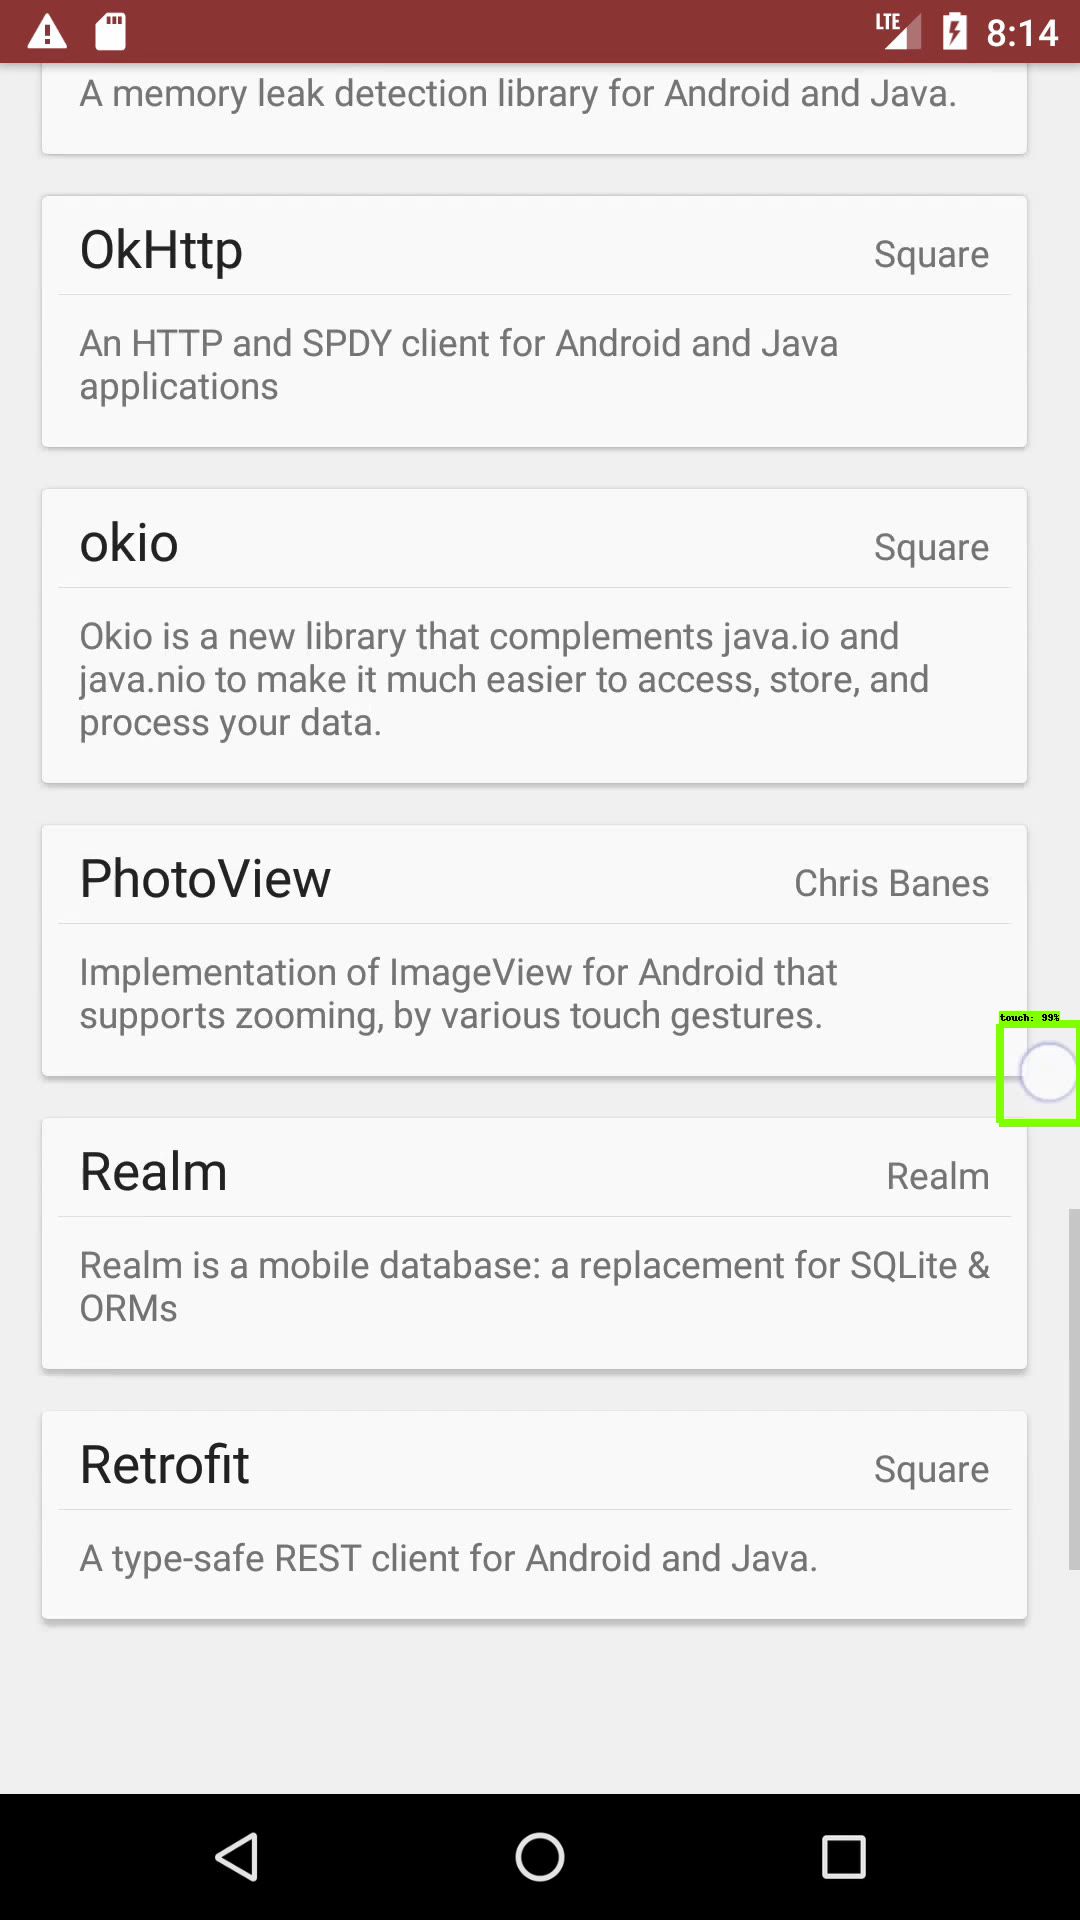 LTE 8:14
A memory leak detection library for Android and Java.
OkHttp Square
An HTTP and SPDY client for Android and Java
applications
okio Square
Okio is a new library that complements java.io and
java.nio to make it much easier to access, store, and
process your data.
PhotoView Chris Banes
Implementation of ImageView for Android that
supports zooming, by various touch gestures.
touch: 99%
Realm Realm
Realm is a mobile database: a replacement for SQLite &
ORMs
Retrofit Square
A type-safe REST client for Android and Java.